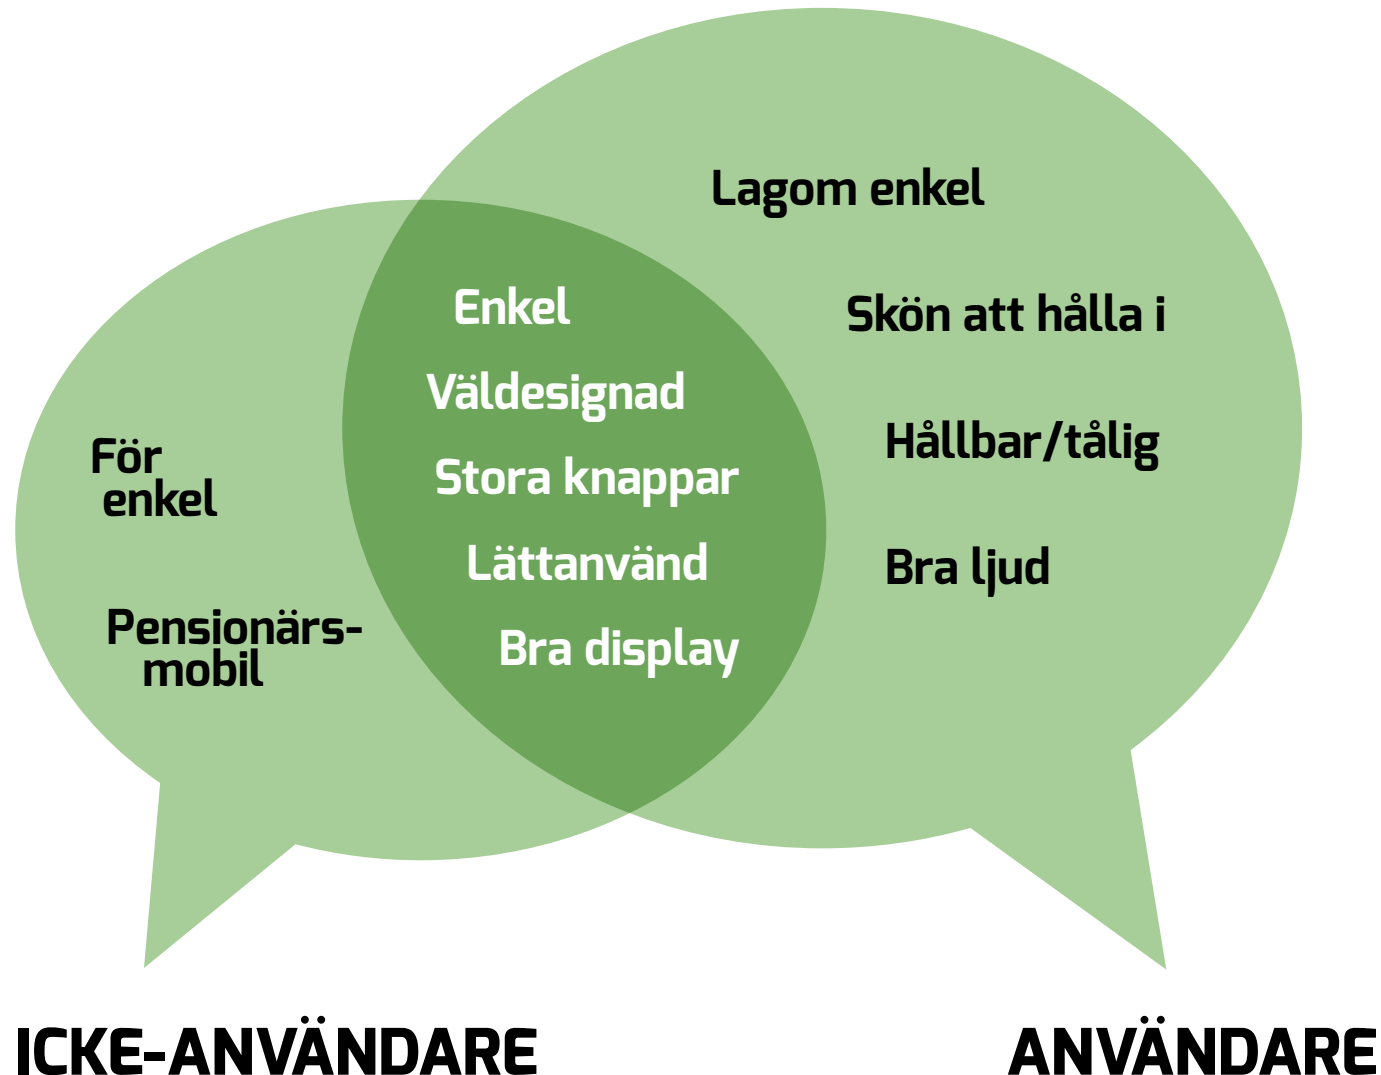 Lagom enkel
Skön att hålla i
Hållbar/tålig
Bra ljud
Enkel
Väldesignad
Stora knappar
Lättanvänd
Bra display
För
enkel
Pensionärs-
mobil
ICKE-ANVÄNDARE
ANVÄNDARE